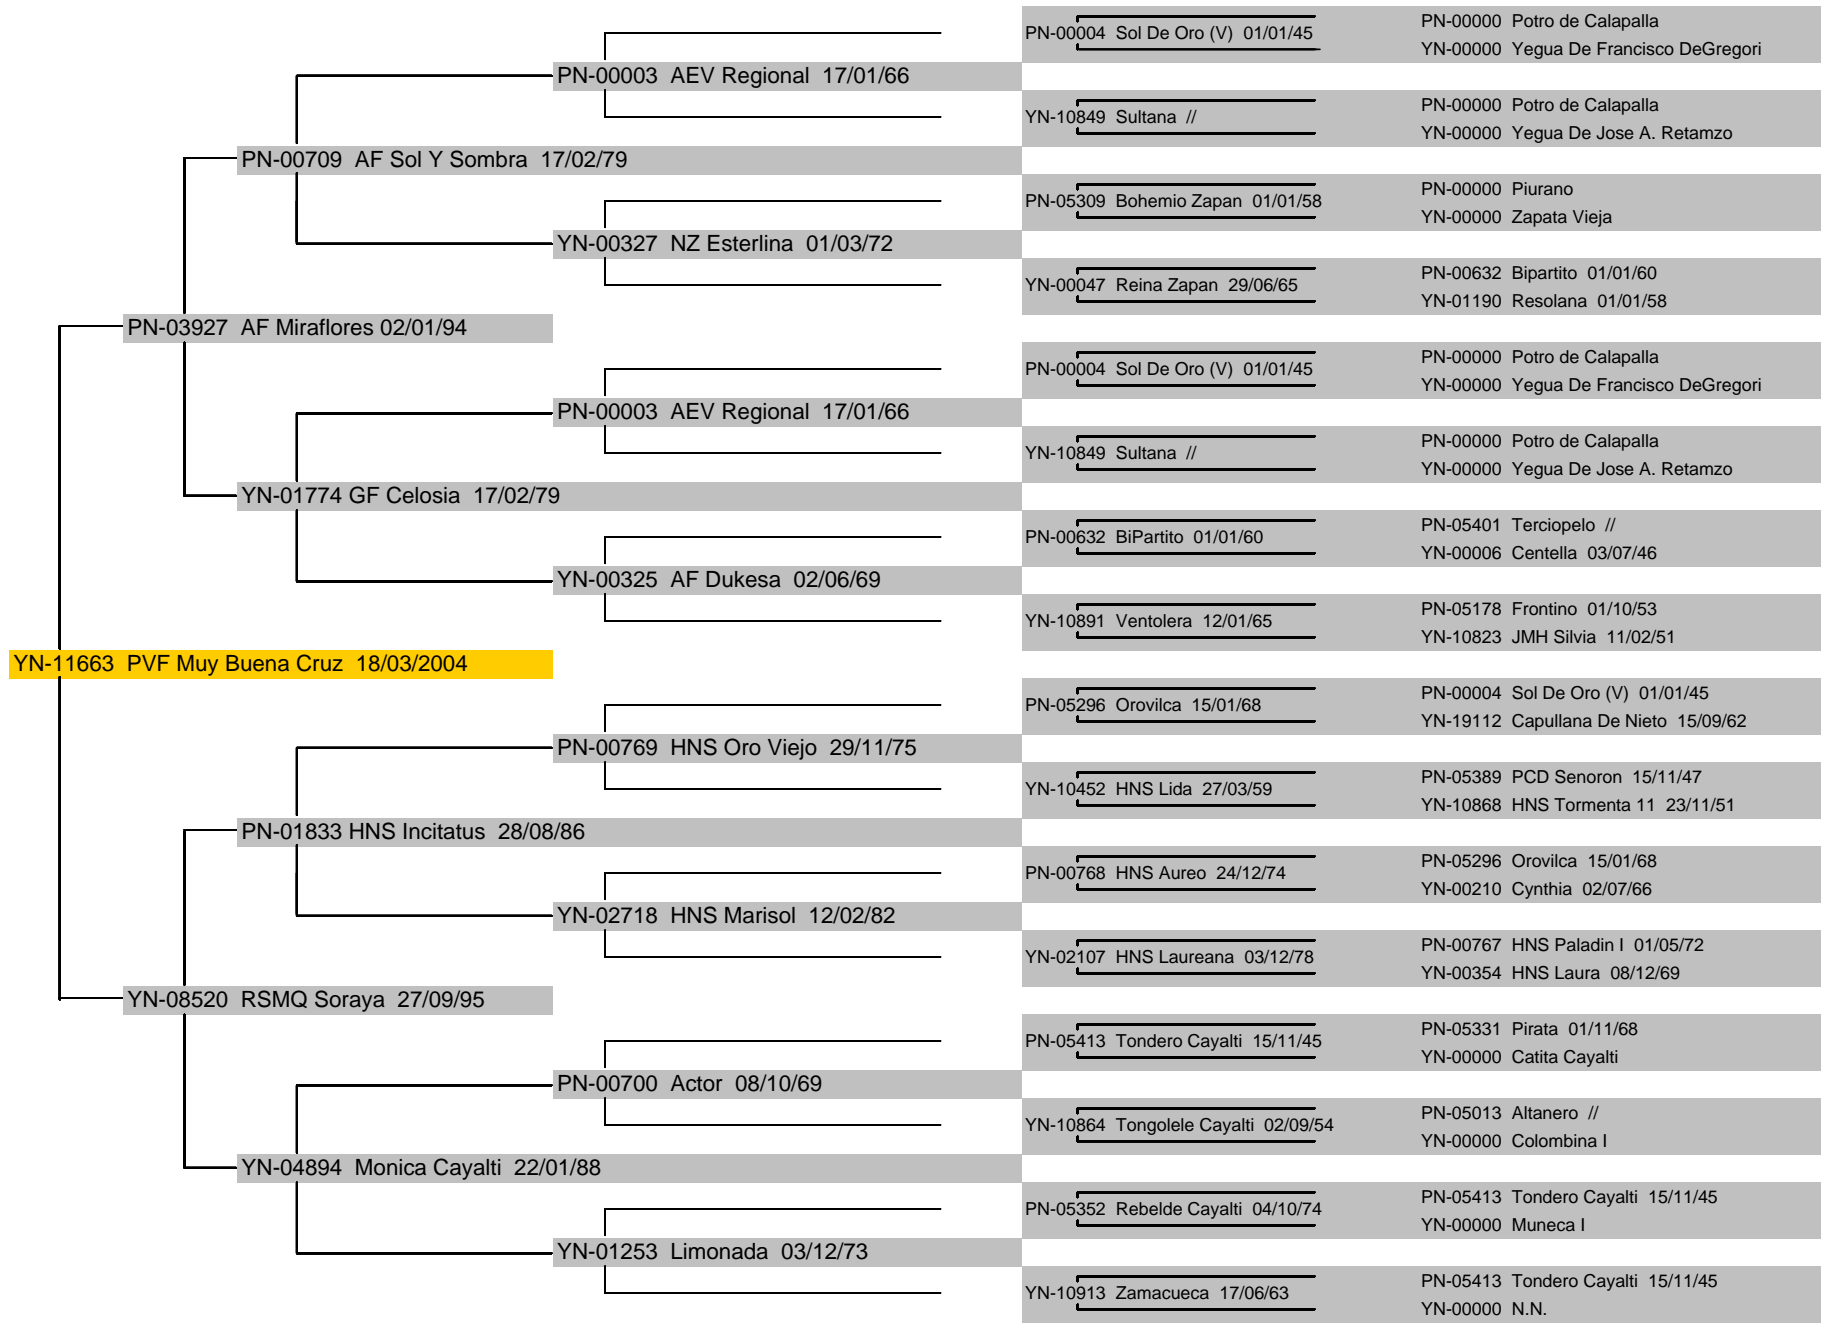 PN-00004 Sol De Oro (V) 01/01/45
PN-00000 Potro de Calapalla
YN-00000 Yegua De Francisco DeGregori
PN-00003 AEV Regional 17/01/66
YN-10849 Sultana //
PN-00000 Potro de Calapalla
YN-00000 Yegua De Jose A. Retamzo
PN-00709 AF Sol Y Sombra 17/02/79
PN-05309 Bohemio Zapan 01/01/58
PN-00000 Piurano
YN-00000 Zapata Vieja
YN-00327 NZ Esterlina 01/03/72
YN-00047 Reina Zapan 29/06/65
PN-00632 Bipartito 01/01/60
YN-01190 Resolana 01/01/58
PN-03927 AF Miraflores 02/01/94
PN-00004 Sol De Oro (V) 01/01/45
PN-00000 Potro de Calapalla
YN-00000 Yegua De Francisco DeGregori
PN-00003 AEV Regional 17/01/66
YN-10849 Sultana //
PN-00000 Potro de Calapalla
YN-00000 Yegua De Jose A. Retamzo
YN-01774 GF Celosia 17/02/79
PN-00632 BiPartito 01/01/60
PN-05401 Terciopelo //
YN-00006 Centella 03/07/46
YN-00325 AF Dukesa 02/06/69
YN-10891 Ventolera 12/01/65
PN-05178 Frontino 01/10/53
YN-10823 JMH Silvia 11/02/51
YN-11663 PVF Muy Buena Cruz 18/03/2004
PN-05296 Orovilca 15/01/68
PN-00004 Sol De Oro (V) 01/01/45
YN-19112 Capullana De Nieto 15/09/62
PN-00769 HNS Oro Viejo 29/11/75
YN-10452 HNS Lida 27/03/59
PN-05389 PCD Senoron 15/11/47
YN-10868 HNS Tormenta 11 23/11/51
PN-01833 HNS Incitatus 28/08/86
PN-00768 HNS Aureo 24/12/74
PN-05296 Orovilca 15/01/68
YN-00210 Cynthia 02/07/66
YN-02718 HNS Marisol 12/02/82
YN-02107 HNS Laureana 03/12/78
PN-00767 HNS Paladin I 01/05/72
YN-00354 HNS Laura 08/12/69
YN-08520 RSMQ Soraya 27/09/95
PN-05413 Tondero Cayalti 15/11/45
PN-05331 Pirata 01/11/68
YN-00000 Catita Cayalti
PN-00700 Actor 08/10/69
YN-10864 Tongolele Cayalti 02/09/54
PN-05013 Altanero //
YN-00000 Colombina I
YN-04894 Monica Cayalti 22/01/88
PN-05352 Rebelde Cayalti 04/10/74
PN-05413 Tondero Cayalti 15/11/45
YN-00000 Muneca I
YN-01253 Limonada 03/12/73
YN-10913 Zamacueca 17/06/63
PN-05413 Tondero Cayalti 15/11/45
YN-00000 N.N.